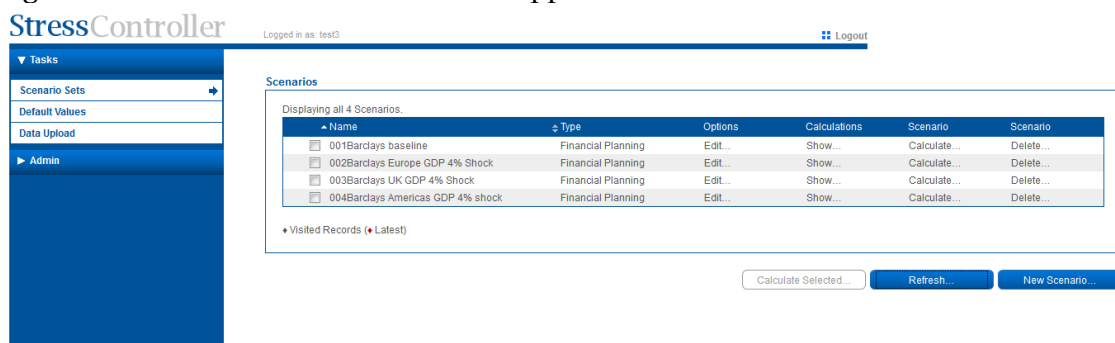 StressController
Logged in as: test3
Logout
▼ Tasks
Scenario Sets
Default Values
Data Upload
► Admin
Scenarios
Displaying all 4 Scenarios.
Name Type Options Calculations Scenario Scenario
001Barclays baseline Financial Planning Edit... Show... Calculate... Delete...
002Barclays Europe GDP 4% Shock Financial Planning Edit... Show... Calculate... Delete...
003Barclays UK GDP 4% Shock Financial Planning Edit... Show... Calculate... Delete...
004Barclays Americas GDP 4% shock Financial Planning Edit... Show... Calculate... Delete...
♦ Visited Records (♦ Latest)
Calculate Selected... Refresh... New Scenario...